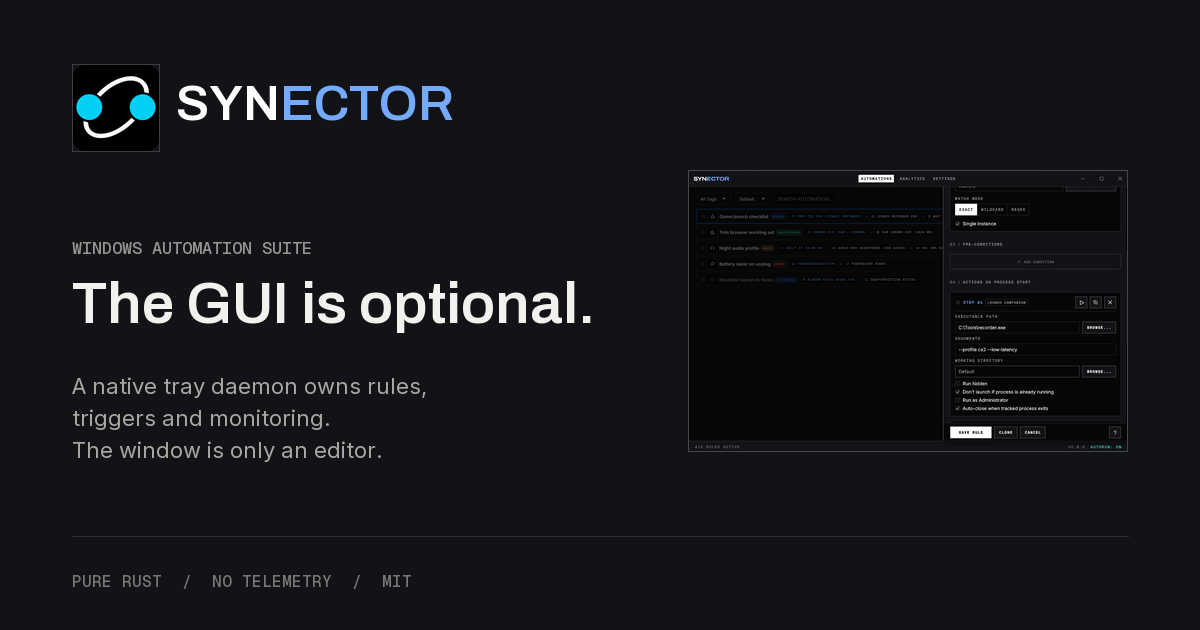 SYNECTOR
WINDOWS AUTOMATION SUITE
The GUI is optional.
A native tray daemon owns rules,
triggers and monitoring.
The window is only an editor.
SYNECTOR
AUTOMATIONS ANALYTICS SETTINGS
All Tags Default SEARCH AUTOMATION...
Game launch checklist
Trim browser working set
Night audio profile
Battery saver on unplug
Recorder layout on focus
MATCH MODE
EXACT WILDCARD REGEX
Single Instance
PRE-CONDITIONS
ADD CONDITION
ACTIONS ON PROCESS START
STEP 01 LAUNCH COMPANION
EXECUTABLE PATH
C:\Tools\recorder.exe BROWSE...
ARGUMENTS
--profile cs2 --low-latency
WORKING DIRECTORY
Default BROWSE...
Run hidden
Don't launch if process is already running
Run as Administrator
Auto-close when tracked process exits
SAVE RULE CLONE CANCEL ?
RULES ACTIVE
AUTORUN: ON
PURE RUST / NO TELEMETRY / MIT